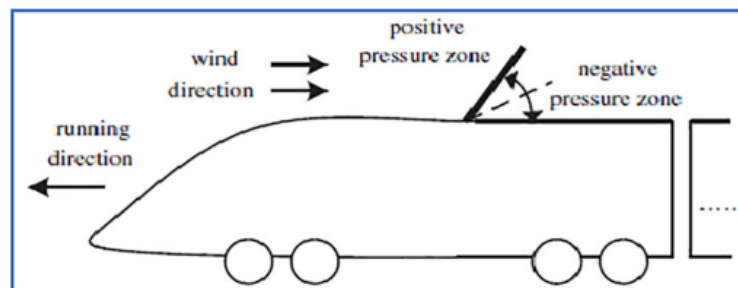 positive
pressure zone
wind
direction
negative
pressure zone
running
direction